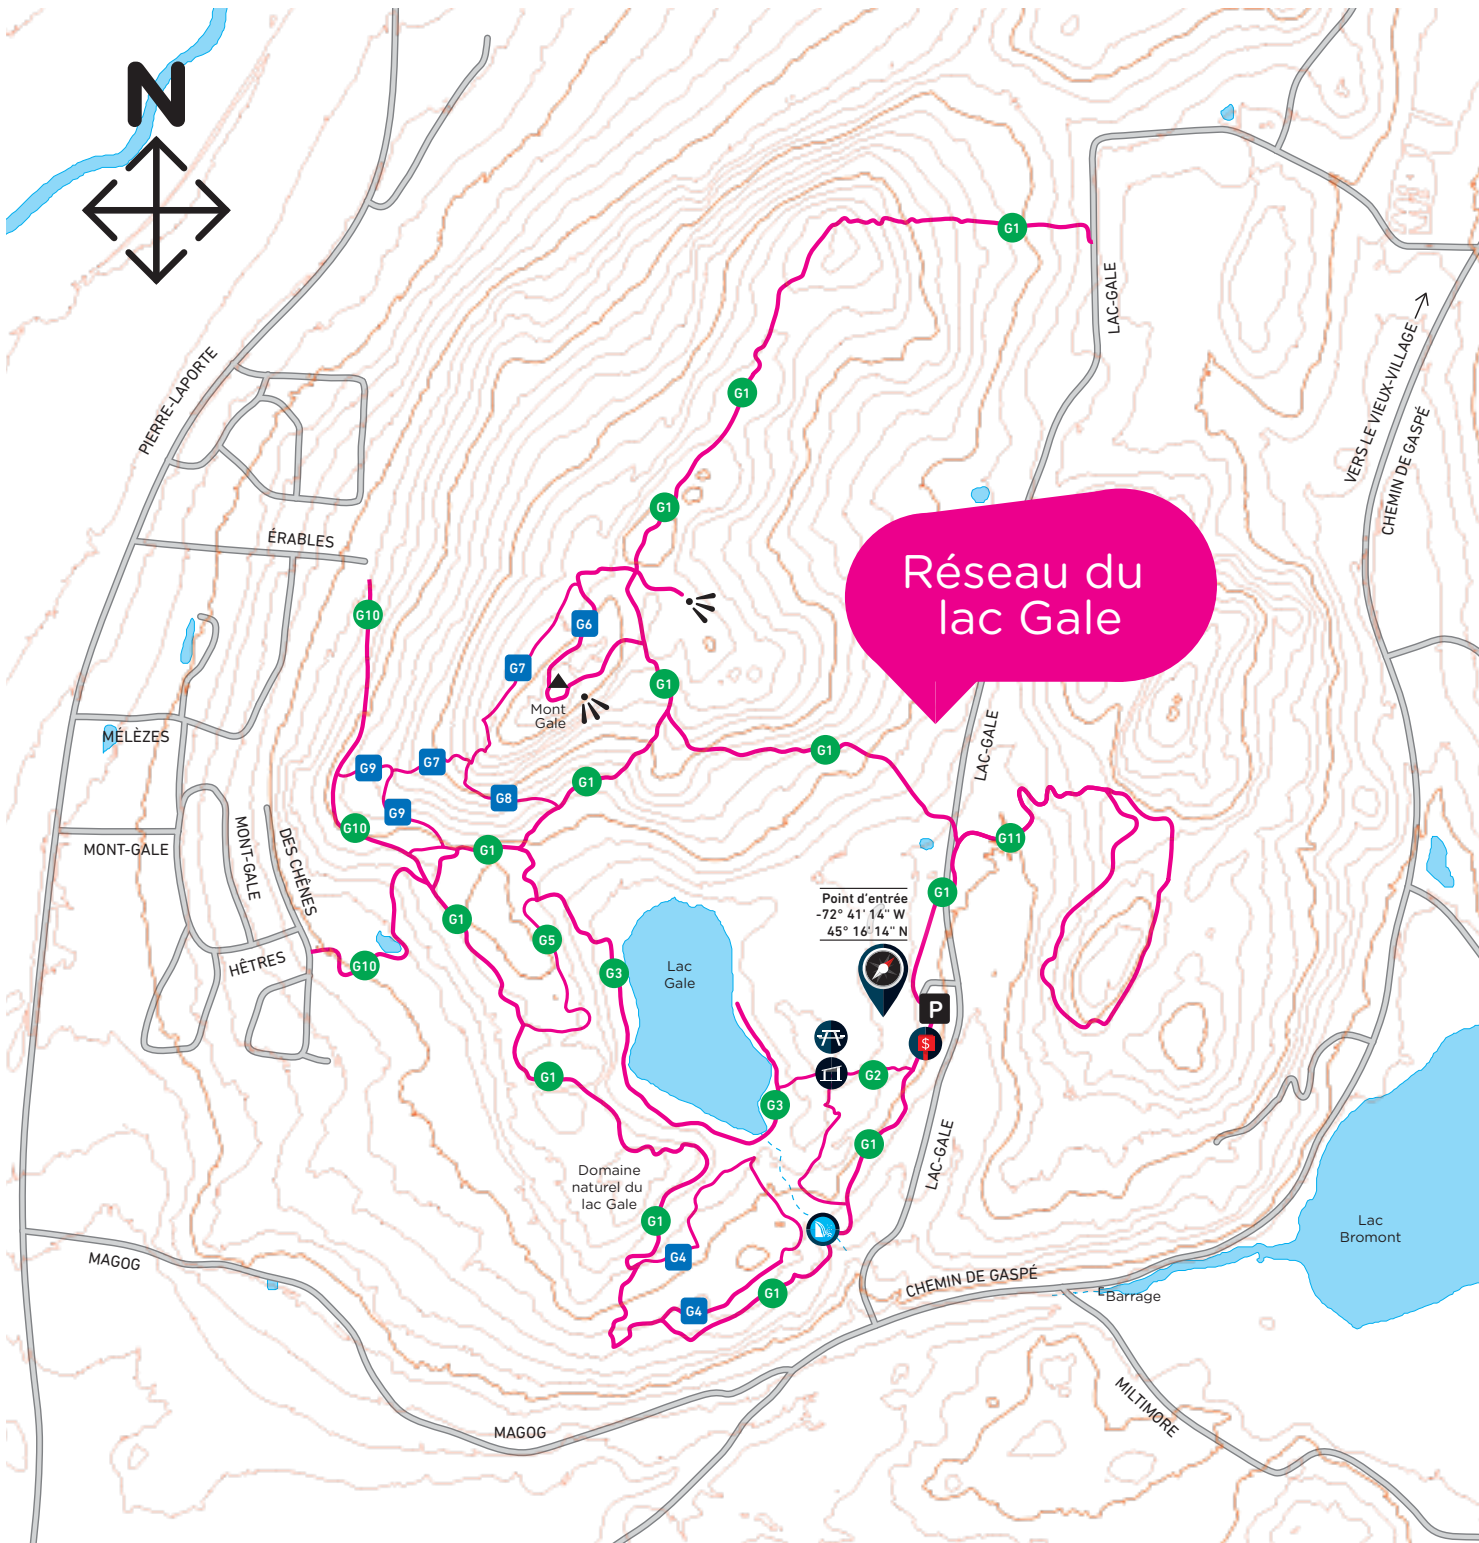 N
G1
LAC-GALE
VERS LE VIEUX-VILLAGE
CHEMIN DE GASPÉ
PIERRE-LAPORTE
G1
G1
ÉRABLES
Réseau du
lac Gale
G10
G6
G7
G1
Mont
Gale
MÉLÈZES
G9
G7
G1
LAC-GALE
G8
G1
G9
G10
G11
MONT-GALE
MONT-GALE
DES CHÊNES
G1
G1
Point d'entrée
-72° 41' 14" W
45° 16' 14" N
G1
G5
HÊTRES
G10
G3
Lac
Gale
P
$
G2
G1
G3
G1
LAC-GALE
Domaine
naturel du
lac Gale
G1
G4
Lac
Bromont
MAGOG
CHEMIN DE GASPÉ
Barrage
G1
G4
MILTIMORE
MAGOG